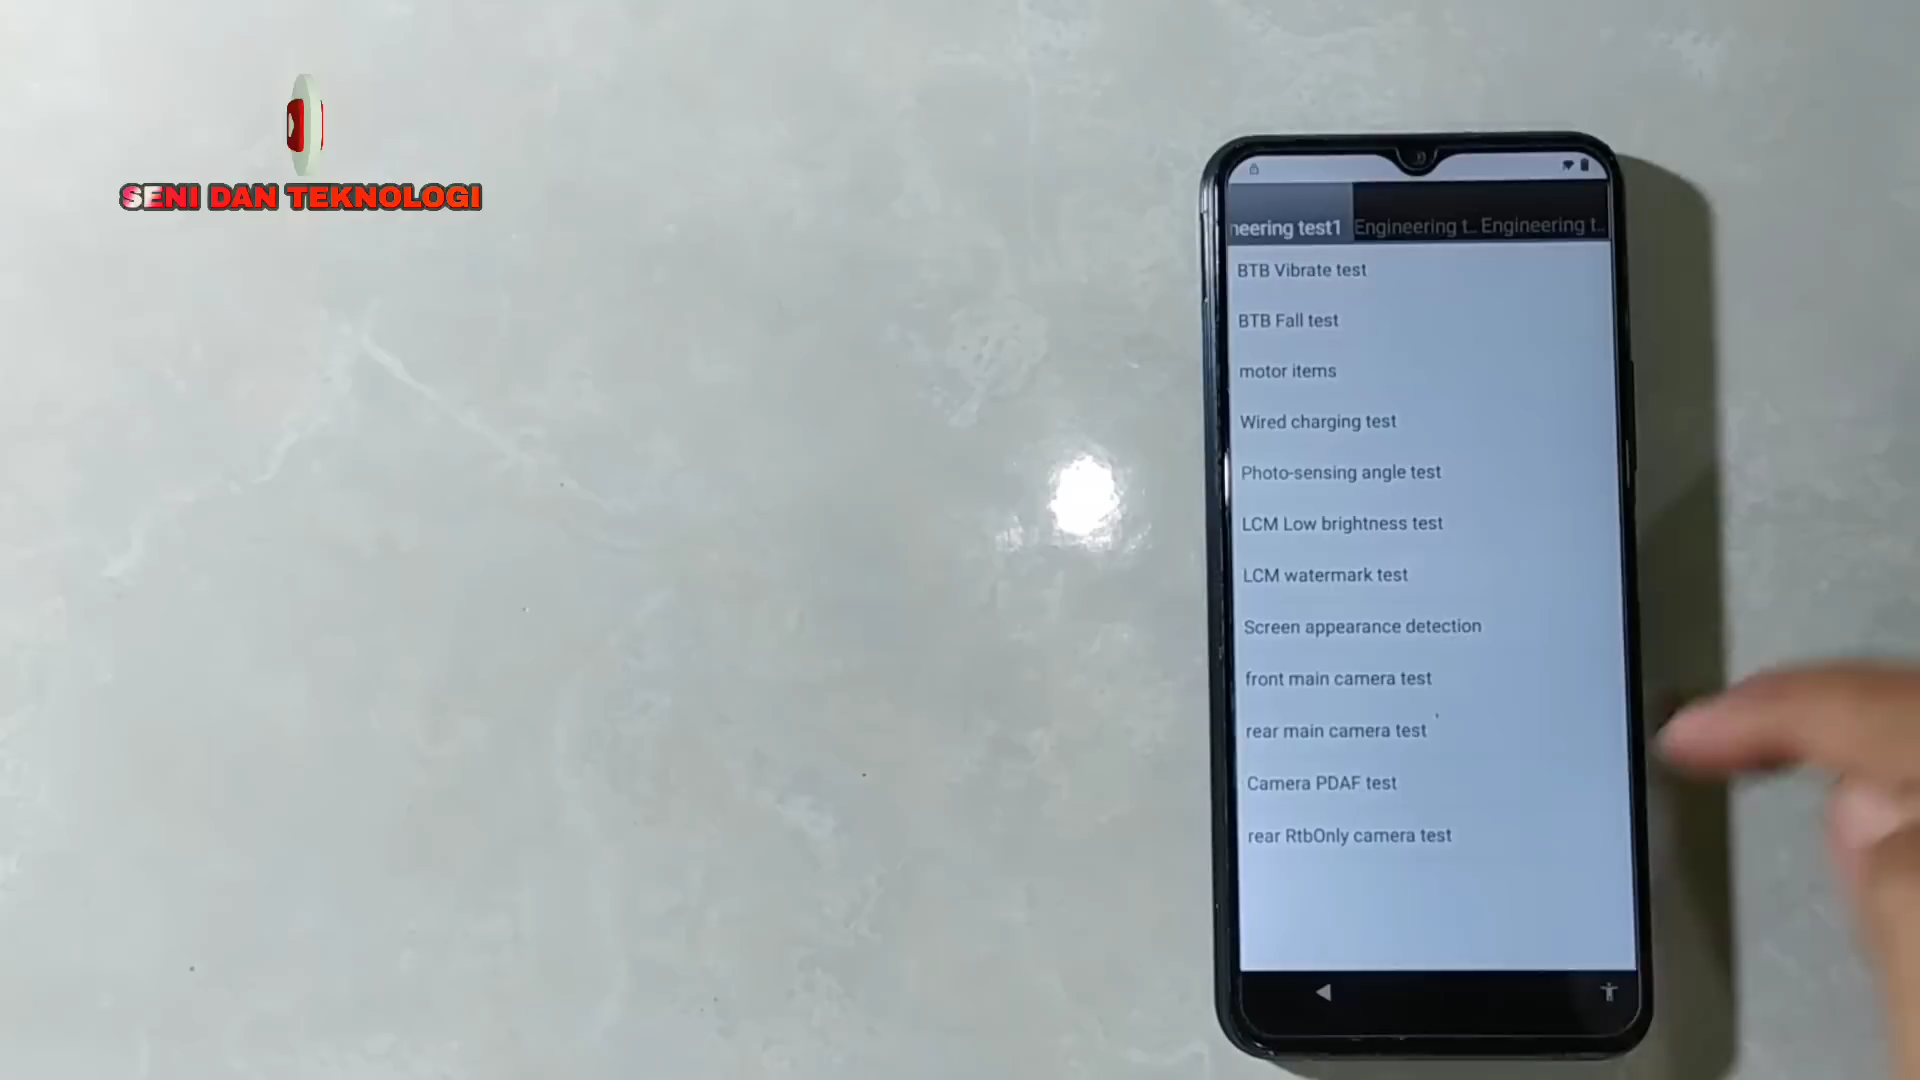 SENI DAN TEKNOLOGI
neering test1 Engineering t.. Engineering t..
BTB Vibrate test
BTB Fall test
motor items
Wired charging test
Photo-sensing angle test
LCM Low brightness test
LCM watermark test
Screen appearance detection
front main camera test
rear main camera test
Camera PDAF test
rear RtbOnly camera test